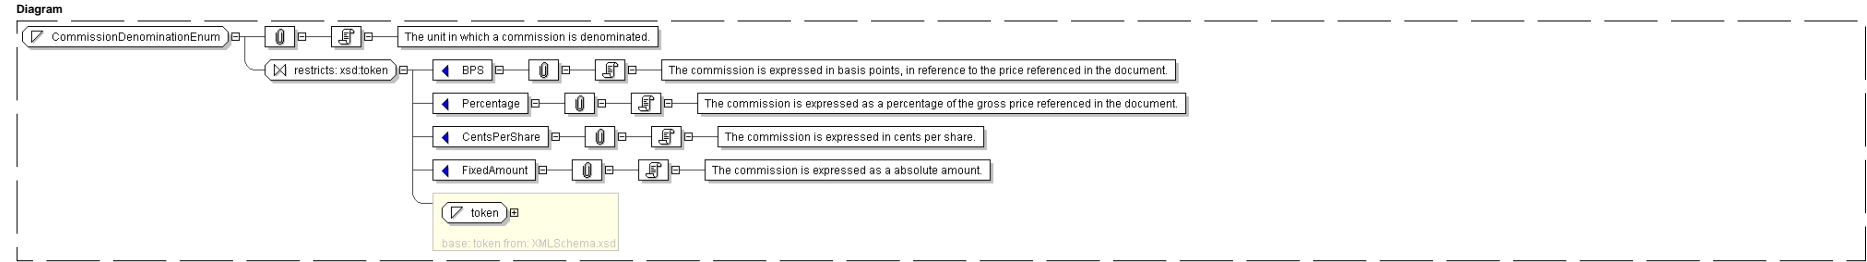 Diagram
CommissionDenominationEnum
The unit in which a commission is denominated.
restricts: xsd:token
BPS
The commission is expressed in basis points, in reference to the price referenced in the document.
Percentage
The commission is expressed as a percentage of the gross price referenced in the document.
CentsPerShare
The commission is expressed in cents per share.
FixedAmount
The commission is expressed as a absolute amount.
token
base: token from: XMLSchema.xsd